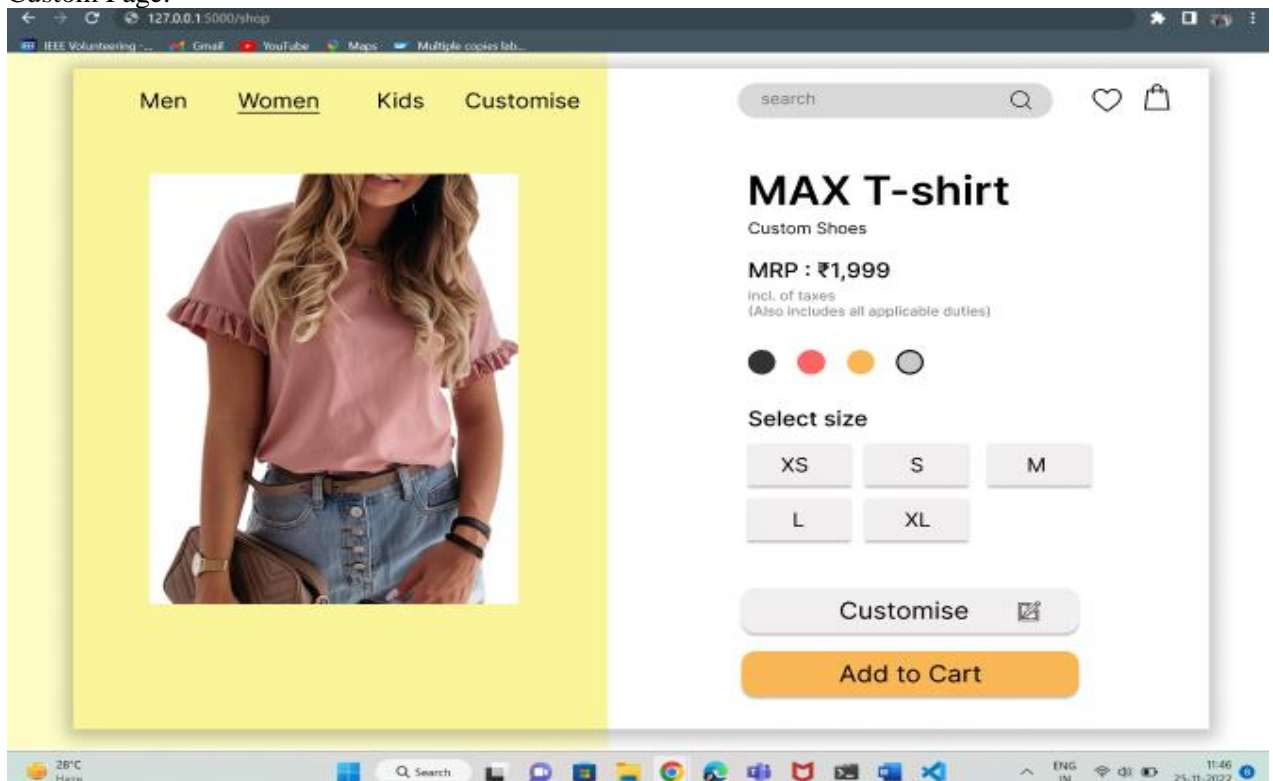 Custom Page:
127.0.0.1:5000/shop
IEEE Volunteering -... Gmail YouTube Maps Multiple copies lab...
Men Women Kids Customise
search
MAX T-shirt
Custom Shoes
MRP : ₹1,999
Incl. of taxes
(Also includes all applicable duties)
Select size
XS S M
L XL
Customise
Add to Cart
28°C
Haze
Search
ENG
IN
11:46
25-11-2022